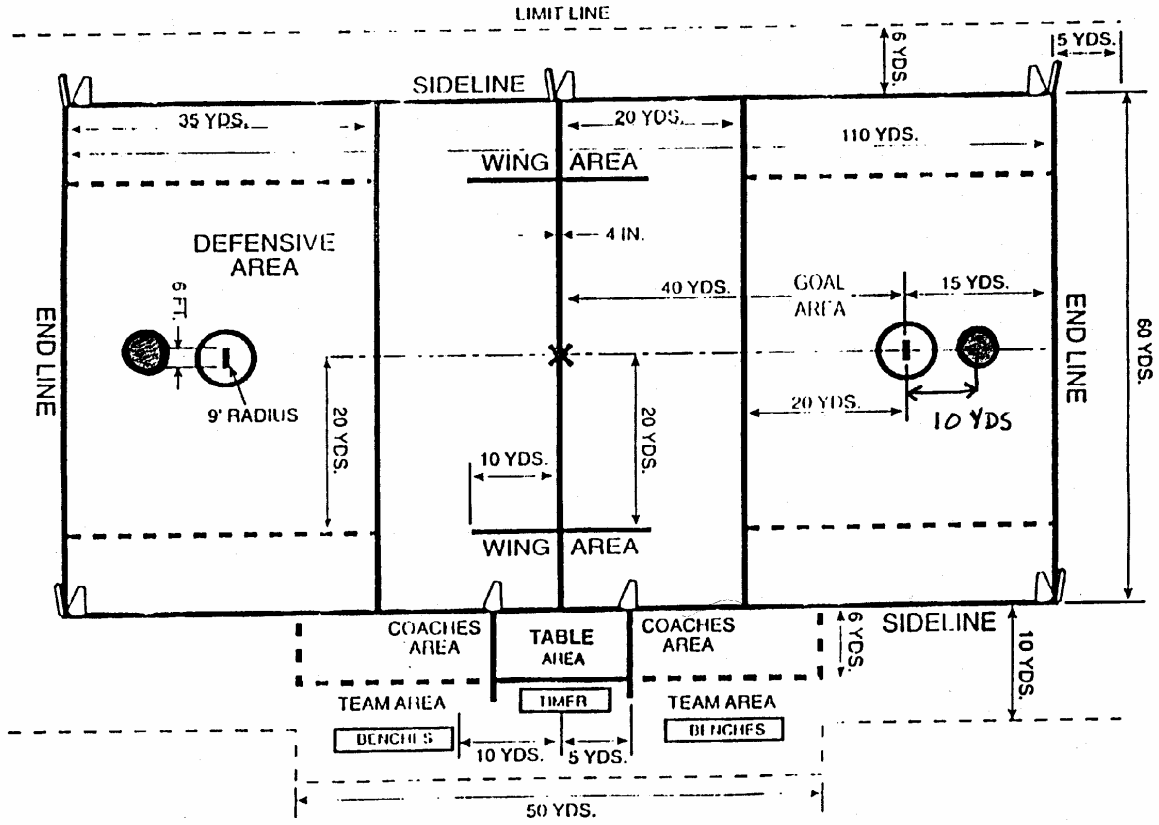 LIMIT LINE
6 YDS.
5 YDS.
SIDELINE
35 YDS.
20 YDS.
110 YDS.
WING AREA
4 IN.
DEFENSIVE
AREA
6 FT.
40 YDS.
GOAL
AREA
15 YDS.
END LINE
END LINE
60 YDS.
9' RADIUS
20 YDS.
20 YDS.
20 YDS.
10 YDS
10 YDS.
WING AREA
COACHES
AREA
TABLE
AREA
COACHES
AREA
6 YDS.
SIDELINE
10 YDS.
TEAM AREA
TIMER
TEAM AREA
BENCHES
10 YDS.
5 YDS.
BENCHES
50 YDS.